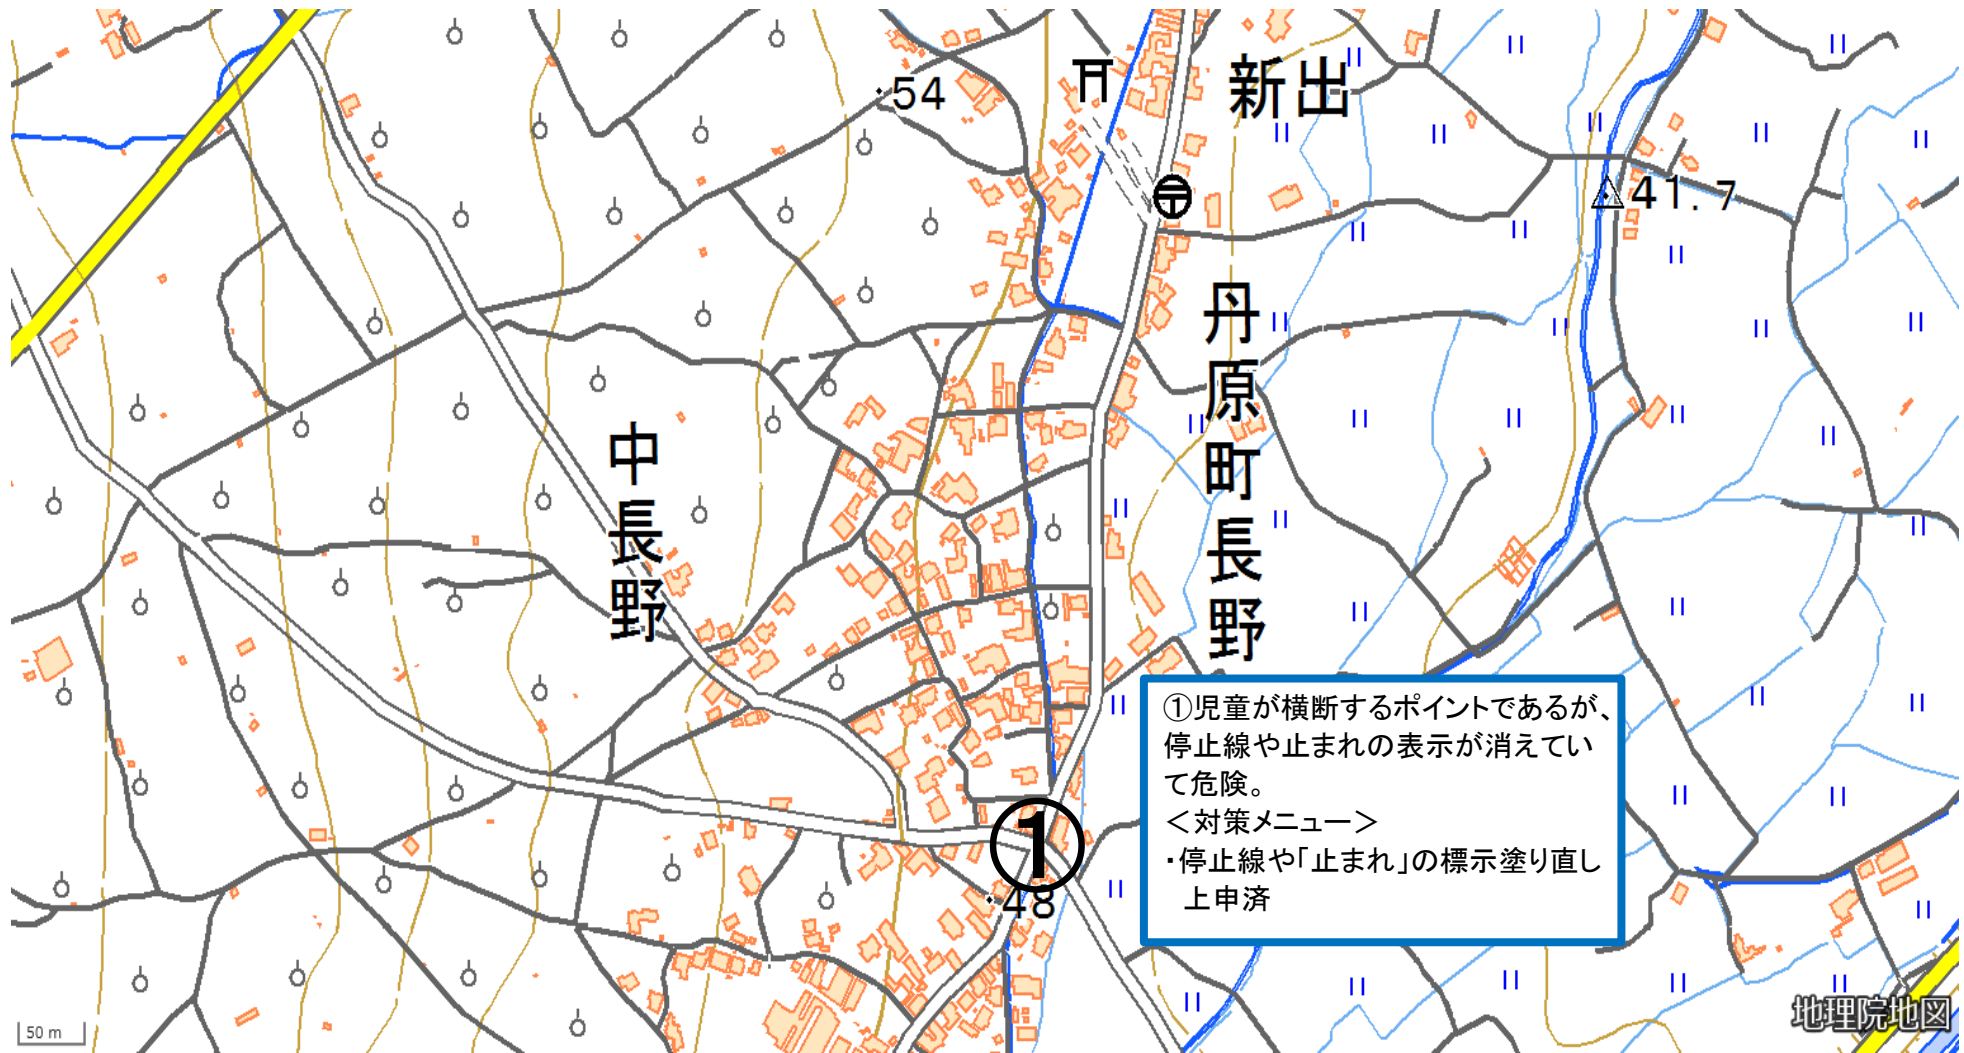 新出
54
41.7
丹原町長野
中長野
①児童が横断するポイントであるが、
停止線や止まれの表示が消えてい
て危険。
＜対策メニュー＞
・停止線や「止まれ」の標示塗り直し
上申済
①
48
50 m
地理院地図